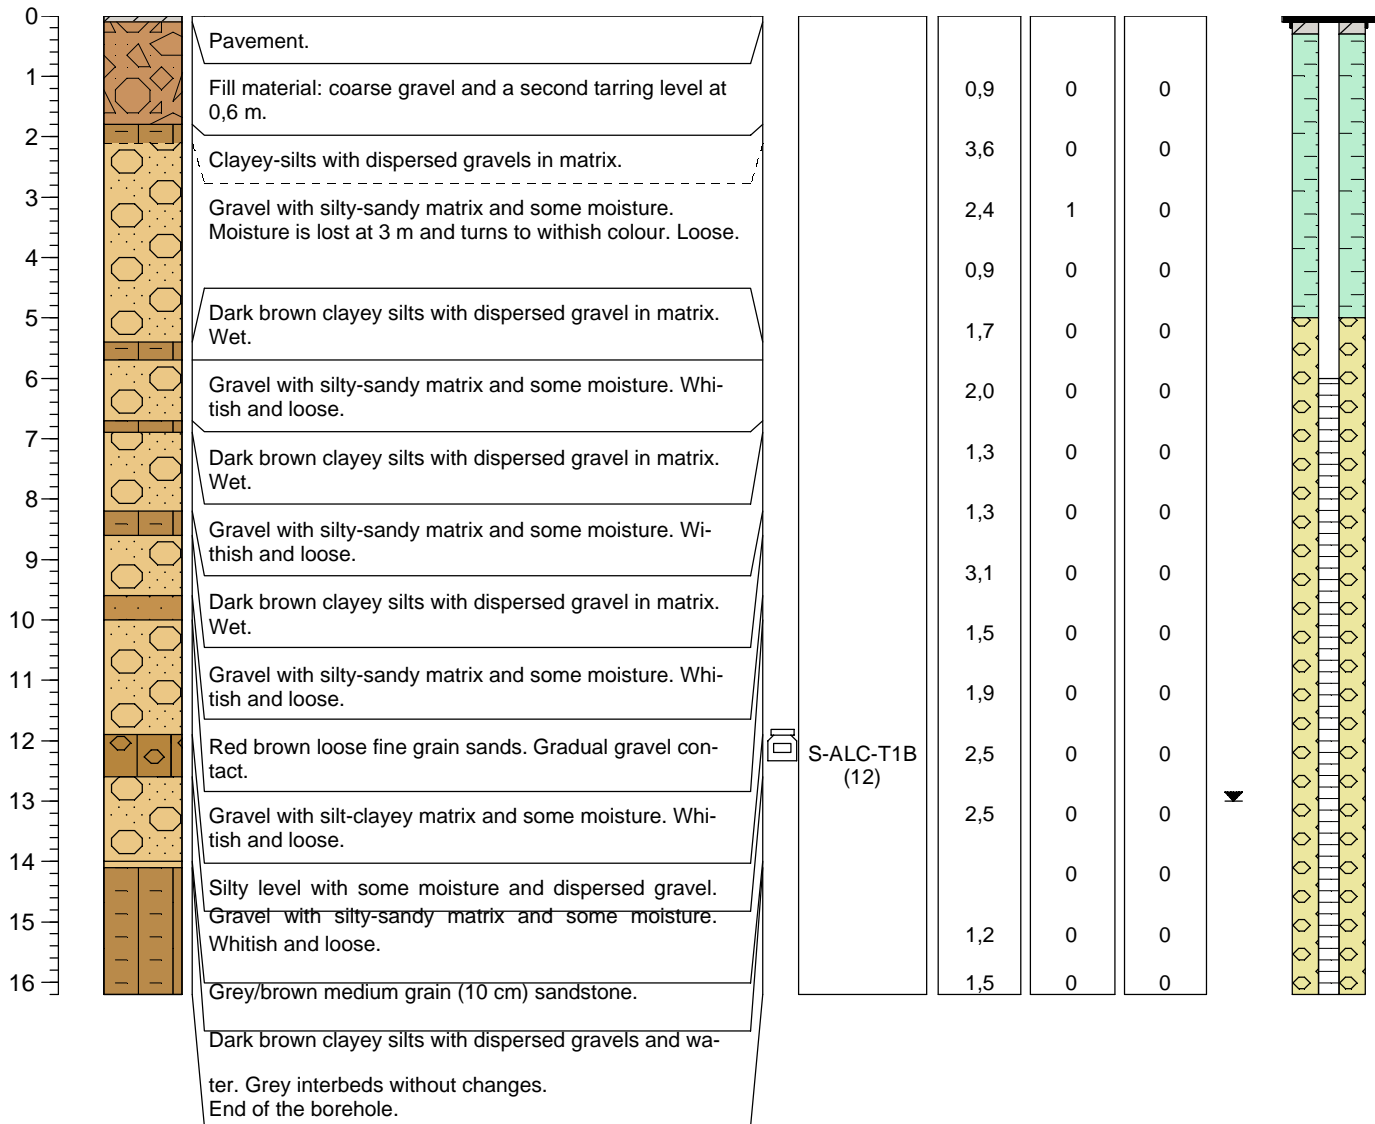 0
Pavement.
1
Fill material: coarse gravel and a second tarring level at
0,6 m.
0,9 0 0
2
Clayey-silts with dispersed gravels in matrix.
3,6 0 0
3
Gravel with silty-sandy matrix and some moisture.
Moisture is lost at 3 m and turns to withish colour. Loose.
2,4 1 0
4
0,9 0 0
5
Dark brown clayey silts with dispersed gravel in matrix.
Wet.
1,7 0 0
6
Gravel with silty-sandy matrix and some moisture. Whi-
tish and loose.
2,0 0 0
7
Dark brown clayey silts with dispersed gravel in matrix.
Wet.
1,3 0 0
8
Gravel with silty-sandy matrix and some moisture. Wi-
thish and loose.
1,3 0 0
9
3,1 0 0
Dark brown clayey silts with dispersed gravel in matrix.
Wet.
10
1,5 0 0
11
Gravel with silty-sandy matrix and some moisture. Whi-
tish and loose.
1,9 0 0
12
Red brown loose fine grain sands. Gradual gravel con-
tact.
S-ALC-T1B
(12)
2,5 0 0
13
Gravel with silt-clayey matrix and some moisture. Whi-
tish and loose.
2,5 0 0
14
Silty level with some moisture and dispersed gravel.
0 0
15
Gravel with silty-sandy matrix and some moisture.
Whitish and loose.
1,2 0 0
16
Grey/brown medium grain (10 cm) sandstone.
1,5 0 0
Dark brown clayey silts with dispersed gravels and wa-
ter. Grey interbeds without changes.
End of the borehole.